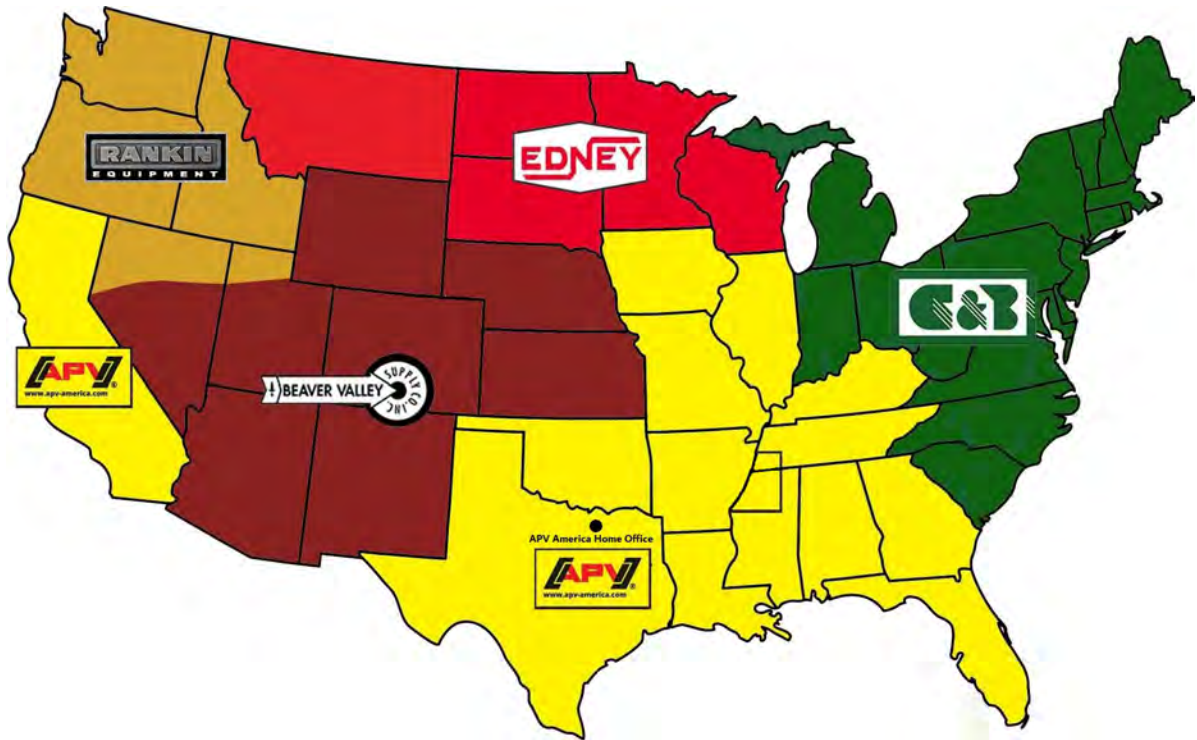 RANKIN
EQUIPMENT
EDNEY
G&B
[APV]®
www.apv-america.com
BEAVER VALLEY
SUPPLY CO., INC.
APV America Home Office
[APV]®
www.apv-america.com